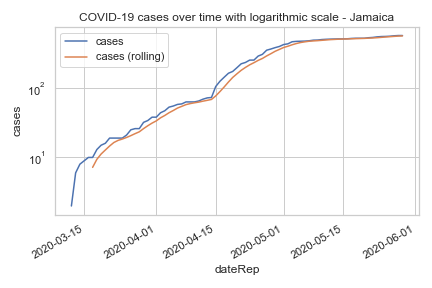 COVID-19 cases over time with logarithmic scale - Jamaica
cases
cases (rolling)
10²
10¹
cases
2020-03-15
2020-04-01
2020-04-15
2020-05-01
2020-05-15
2020-06-01
dateRep